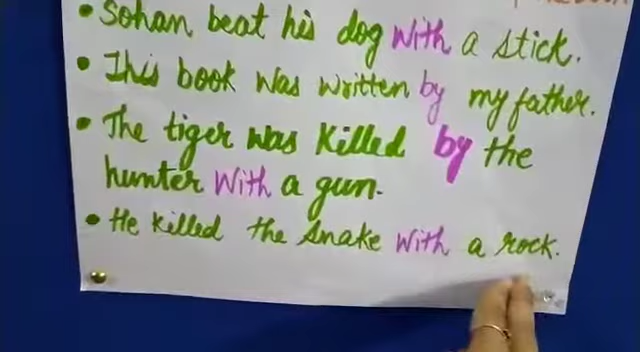 • Sohan beat his dog with a stick.
• This book was written by my father.
• The tiger was killed by the
hunter with a gun.
• He killed the snake with a rock.